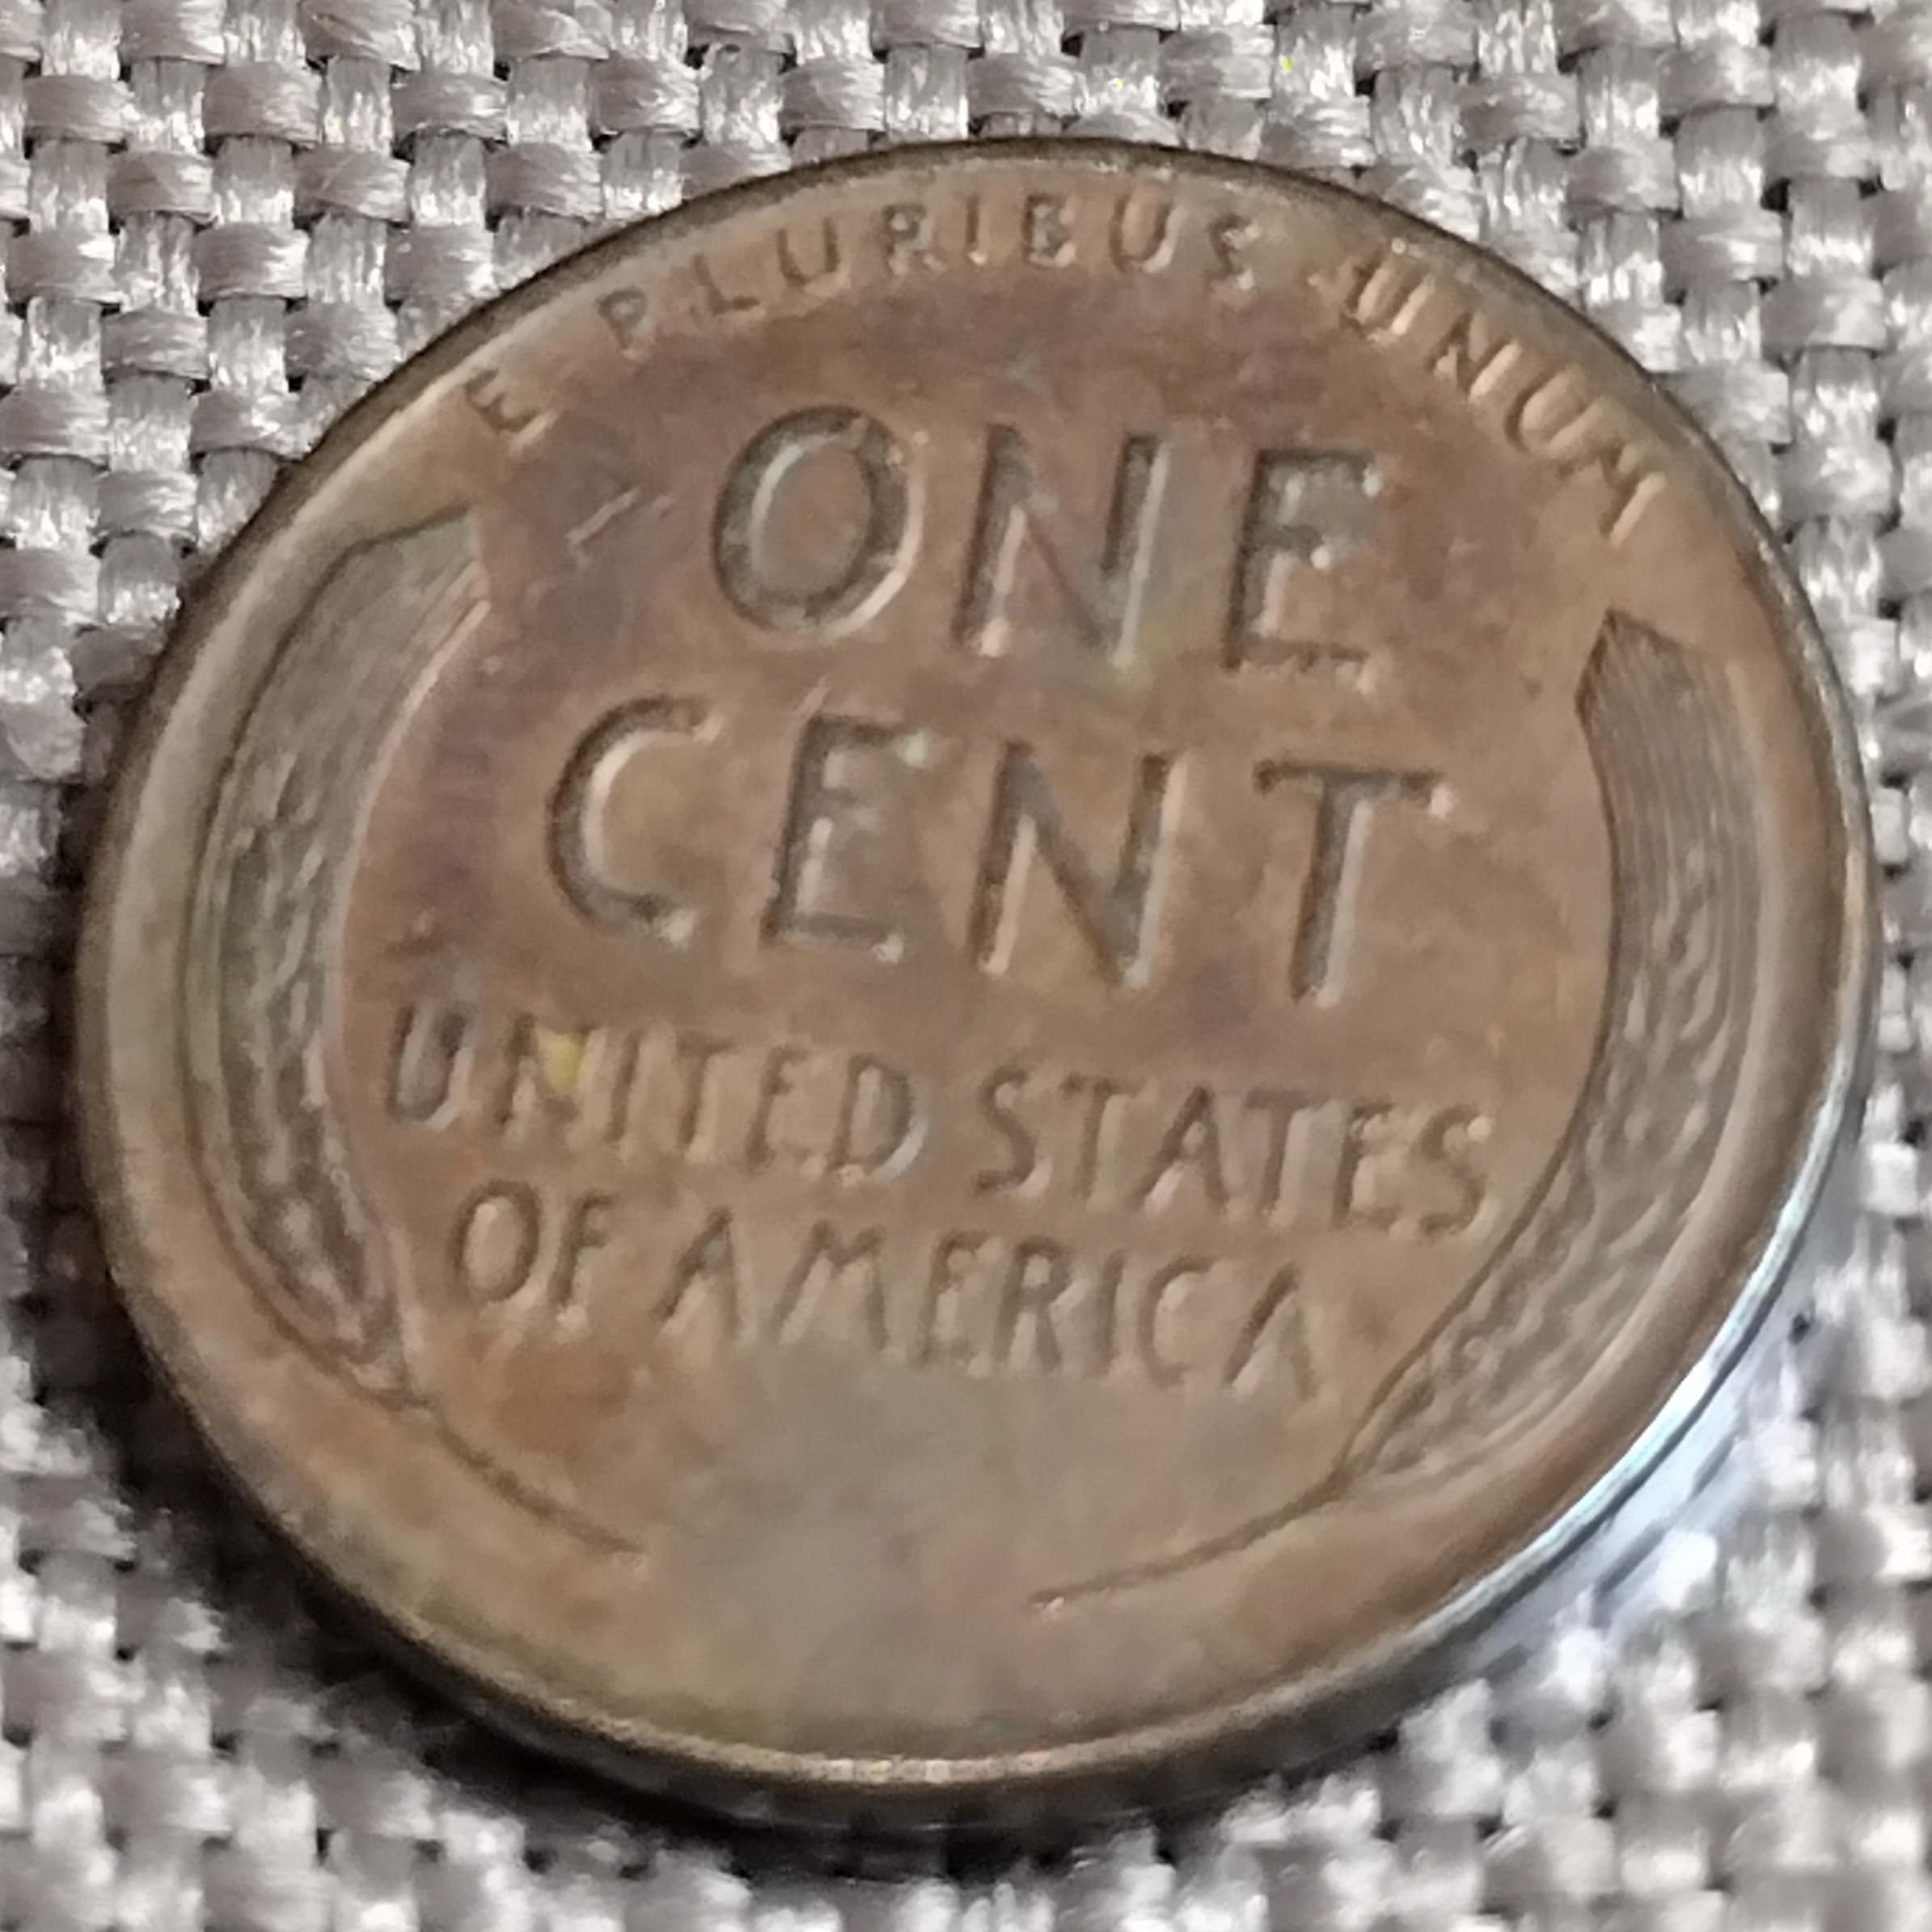 E PLURIBUS UNUM
ONE
CENT
UNITED STATES
OF AMERICA